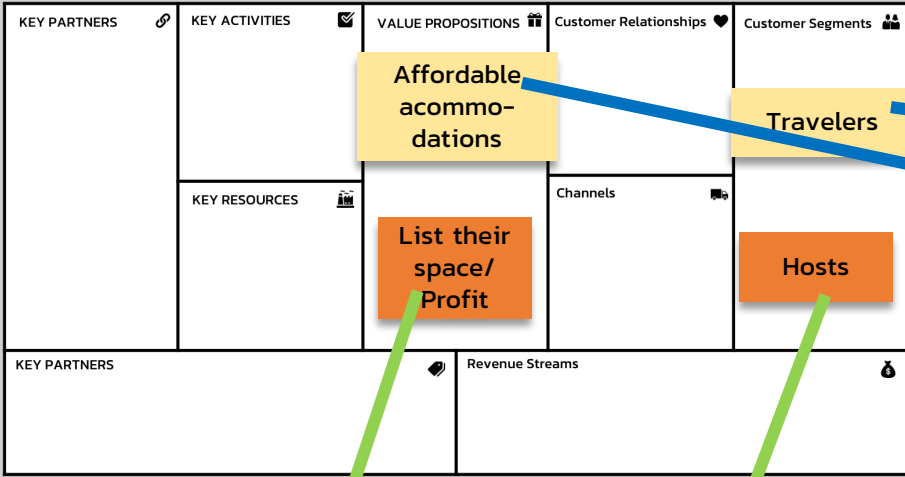 KEY PARTNERS
KEY ACTIVITIES
VALUE PROPOSITIONS
Customer Relationships
Customer Segments
Affordable
acommo-
dations
Travelers
KEY RESOURCES
Channels
List their
space/
Profit
Hosts
KEY PARTNERS
Revenue Streams